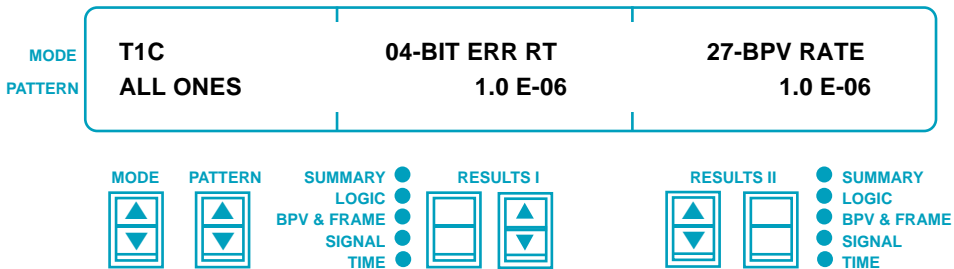 MODE T1C 04-BIT ERR RT 27-BPV RATE
PATTERN ALL ONES 1.0 E-06 1.0 E-06
MODE PATTERN SUMMARY RESULTS I RESULTS II SUMMARY
LOGIC LOGIC
BPV & FRAME BPV & FRAME
SIGNAL SIGNAL
TIME TIME